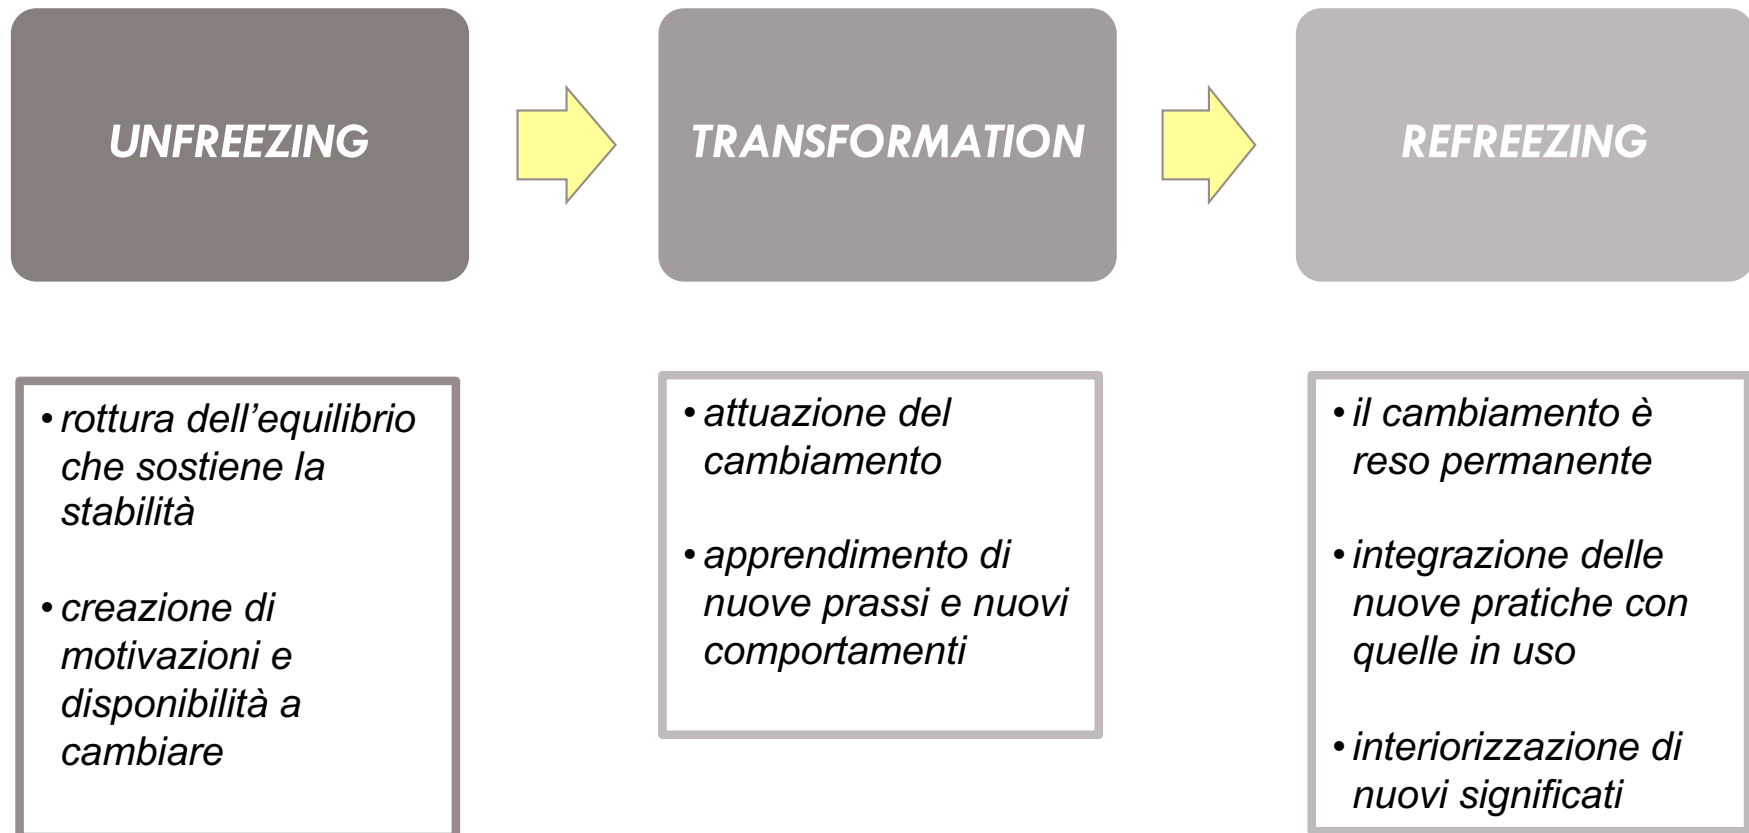 UNFREEZING
TRANSFORMATION
REFREEZING
• rottura dell’equilibrio
che sostiene la
stabilità
• creazione di
motivazioni e
disponibilità a
cambiare
• attuazione del
cambiamento
• apprendimento di
nuove prassi e nuovi
comportamenti
• il cambiamento è
reso permanente
• integrazione delle
nuove pratiche con
quelle in uso
• interiorizzazione di
nuovi significati